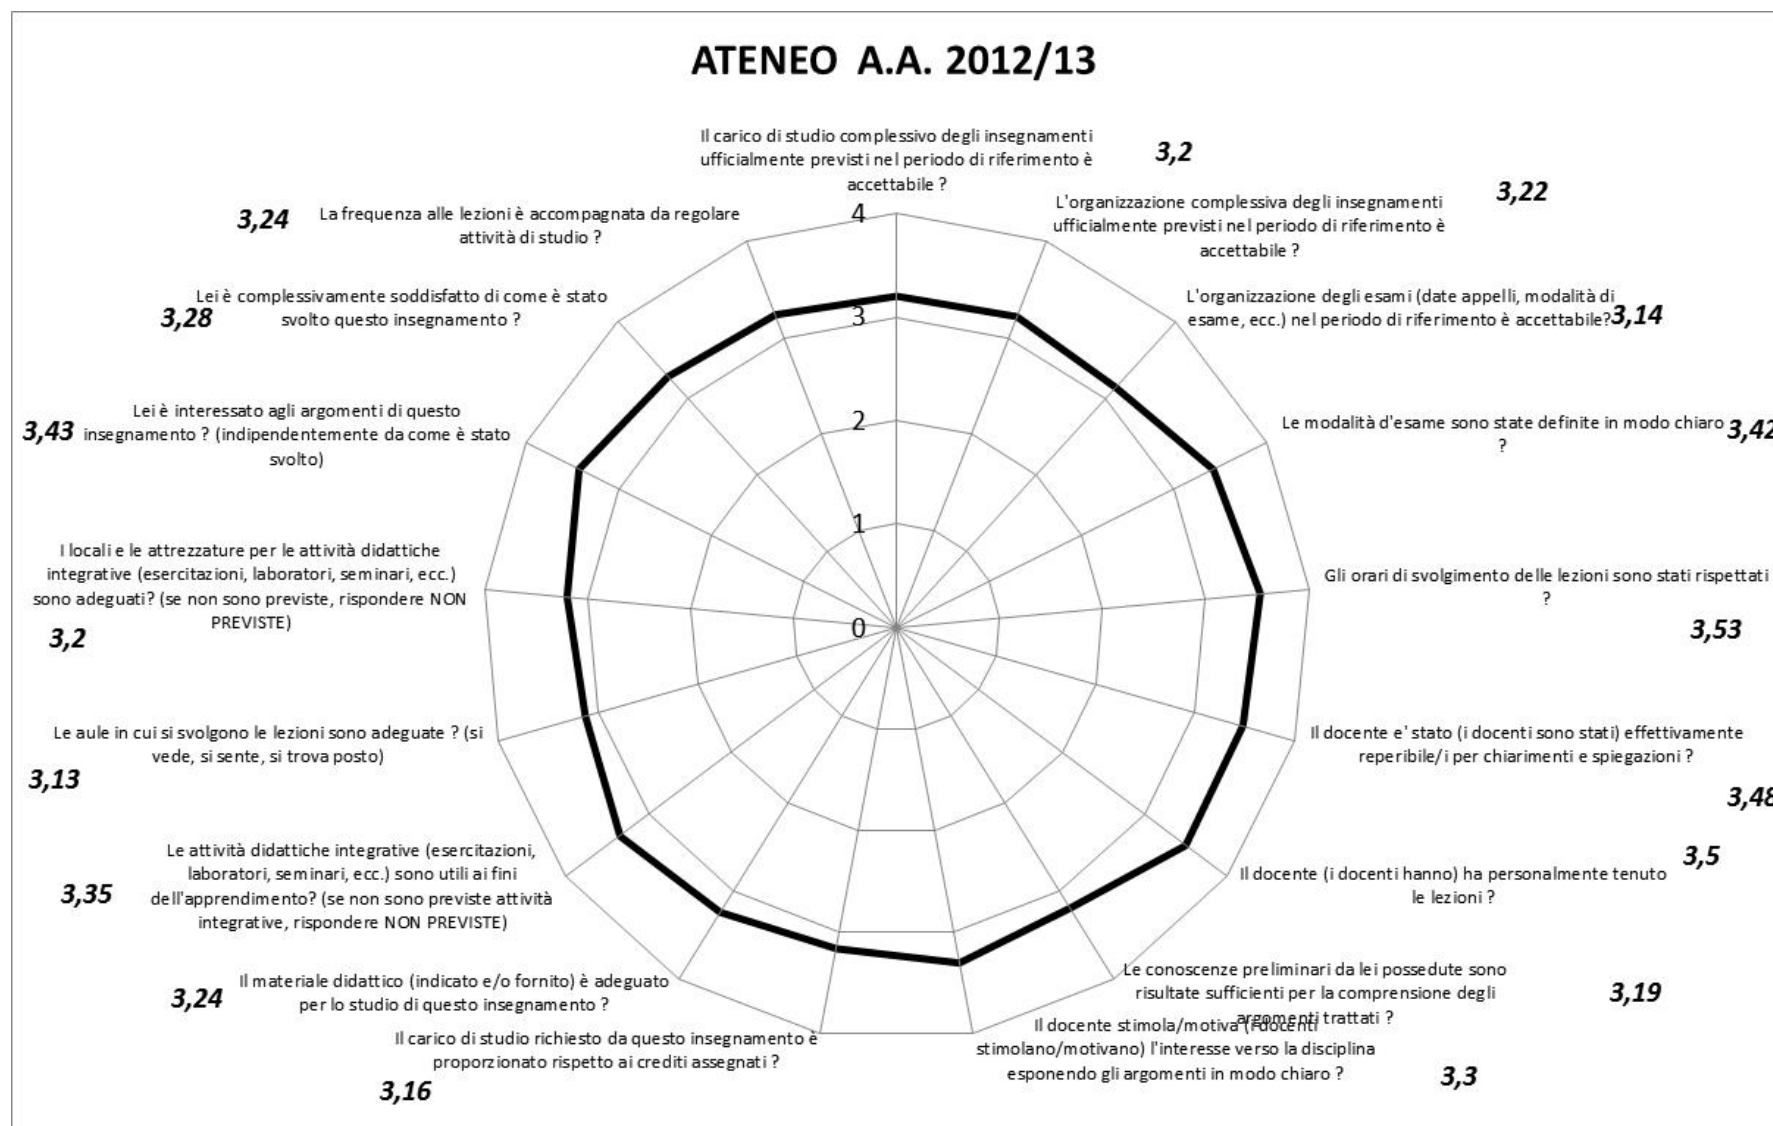 ATENEO A.A. 2012/13
Il carico di studio complessivo degli insegnamenti
ufficialmente previsti nel periodo di riferimento è
accettabile ?
3,2
L'organizzazione complessiva degli insegnamenti
ufficialmente previsti nel periodo di riferimento è
accettabile ?
3,22
L'organizzazione degli esami (date appelli, modalità di
esame, ecc.) nel periodo di riferimento è accettabile?
3,14
Le modalità d'esame sono state definite in modo chiaro
?
3,42
Gli orari di svolgimento delle lezioni sono stati rispettati
?
3,53
Il docente e' stato (i docenti sono stati) effettivamente
reperibile/i per chiarimenti e spiegazioni ?
3,48
3,5
Il docente (i docenti hanno) ha personalmente tenuto
le lezioni ?
Le conoscenze preliminari da lei possedute sono
risultate sufficienti per la comprensione degli
argomenti trattati ?
3,19
Il docente stimola/motiva (i docenti
stimolano/motivano) l'interesse verso la disciplina
esponendo gli argomenti in modo chiaro ?
3,3
Il carico di studio richiesto da questo insegnamento è
proporzionato rispetto ai crediti assegnati ?
3,16
Il materiale didattico (indicato e/o fornito) è adeguato
per lo studio di questo insegnamento ?
3,24
Le attività didattiche integrative (esercitazioni,
laboratori, seminari, ecc.) sono utili ai fini
dell'apprendimento? (se non sono previste attività
integrative, rispondere NON PREVISTE)
3,35
Le aule in cui si svolgono le lezioni sono adeguate ? (si
vede, si sente, si trova posto)
3,13
I locali e le attrezzature per le attività didattiche
integrative (esercitazioni, laboratori, seminari, ecc.)
sono adeguati? (se non sono previste, rispondere NON
PREVISTE)
3,2
Lei è interessato agli argomenti di questo
insegnamento ? (indipendentemente da come è stato
svolto)
3,43
Lei è complessivamente soddisfatto di come è stato
svolto questo insegnamento ?
3,28
La frequenza alle lezioni è accompagnata da regolare
attività di studio ?
3,24
4
3
2
1
0